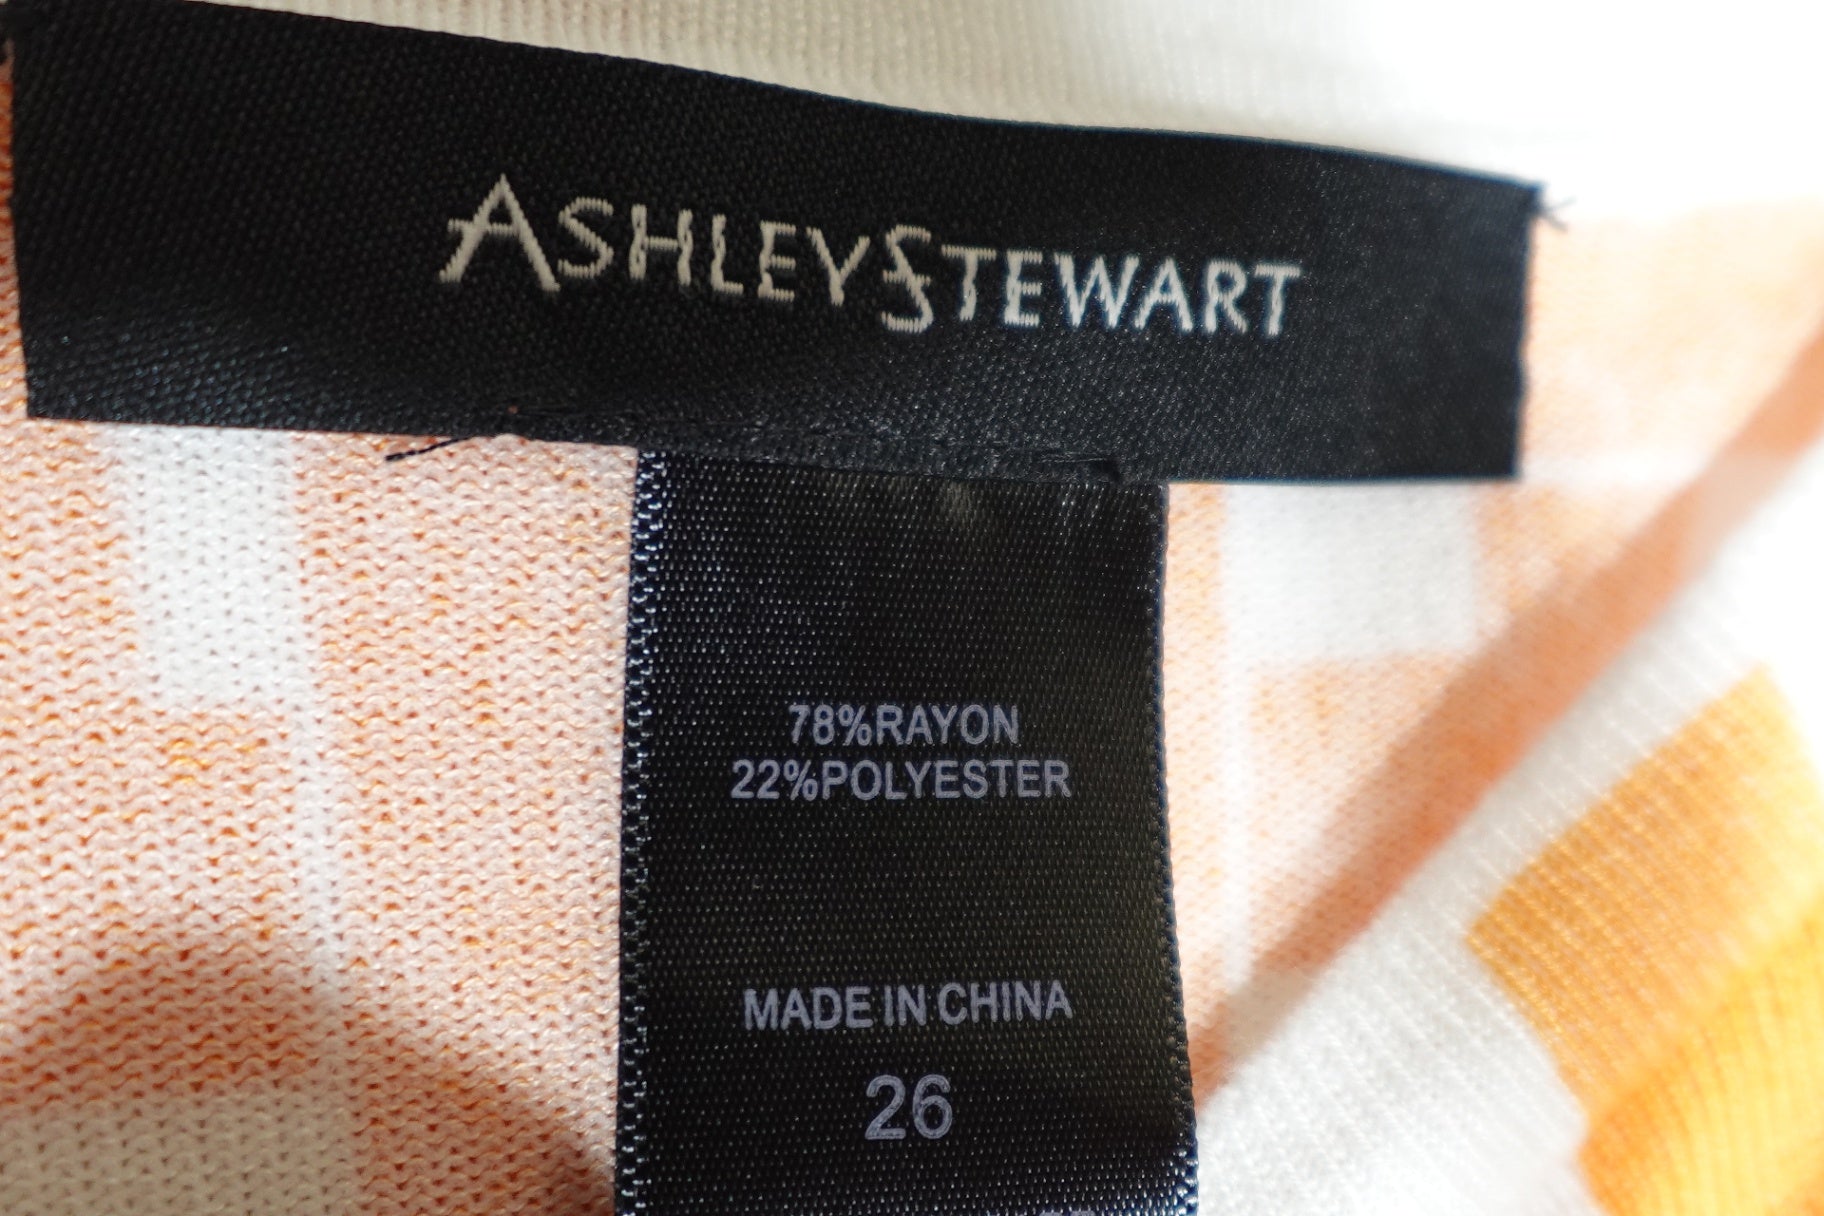 ASHLEYSTEWART
78%RAYON
22%POLYESTER
MADE IN CHINA
26